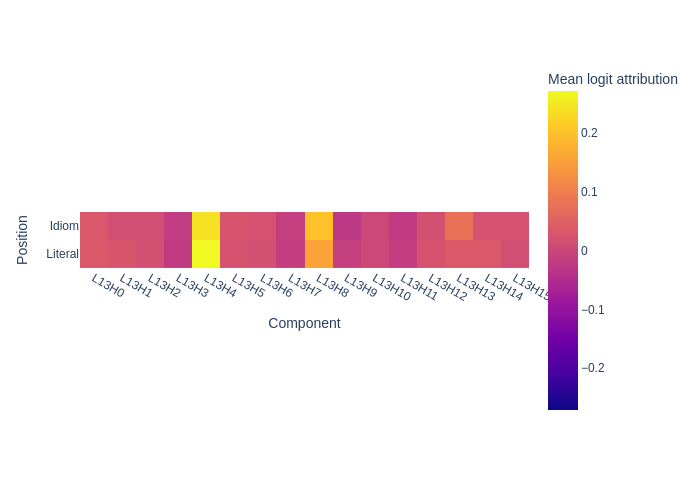 Mean logit attribution
0.2
0.1
0
−0.1
−0.2
Position
Idiom
Literal
L13H0
L13H1
L13H2
L13H3
L13H4
L13H5
L13H6
L13H7
L13H8
L13H9
L13H10
L13H11
L13H12
L13H13
L13H14
L13H15
Component